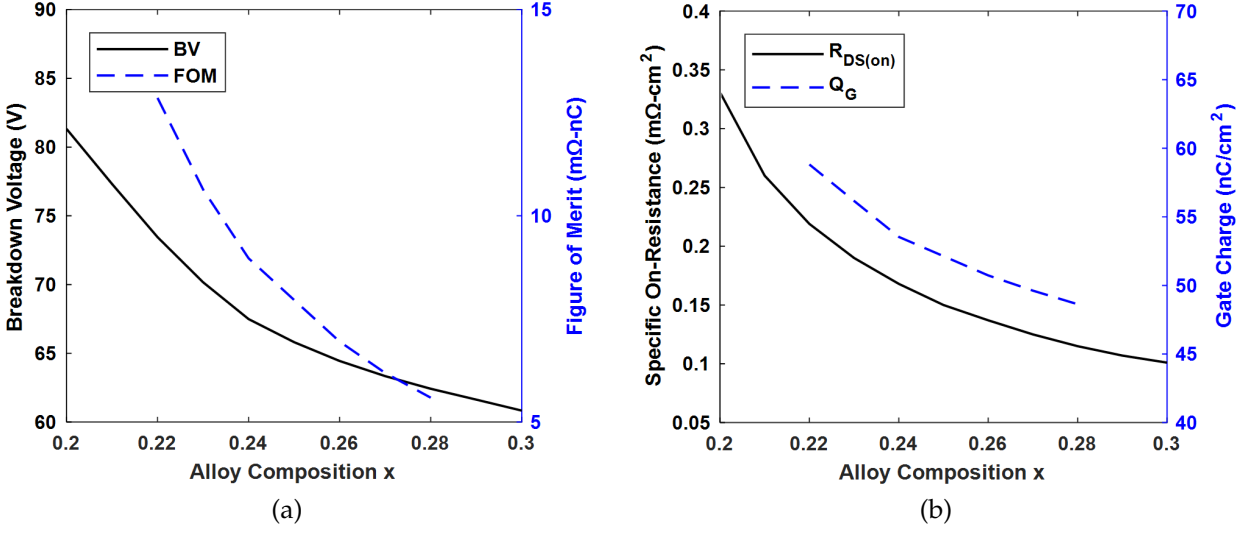 90
85
80
75
70
65
60
Breakdown Voltage (V)
BV
FOM
15
10
5
Figure of Merit (mΩ-nC)
0.2 0.22 0.24 0.26 0.28 0.3
Alloy Composition x
(a)
0.4
0.35
0.3
0.25
0.2
0.15
0.1
0.05
Specific On-Resistance (mΩ-cm²)
R_DS(on)
Q_G
70
65
60
55
50
45
40
Gate Charge (nC/cm²)
0.2 0.22 0.24 0.26 0.28 0.3
Alloy Composition x
(b)